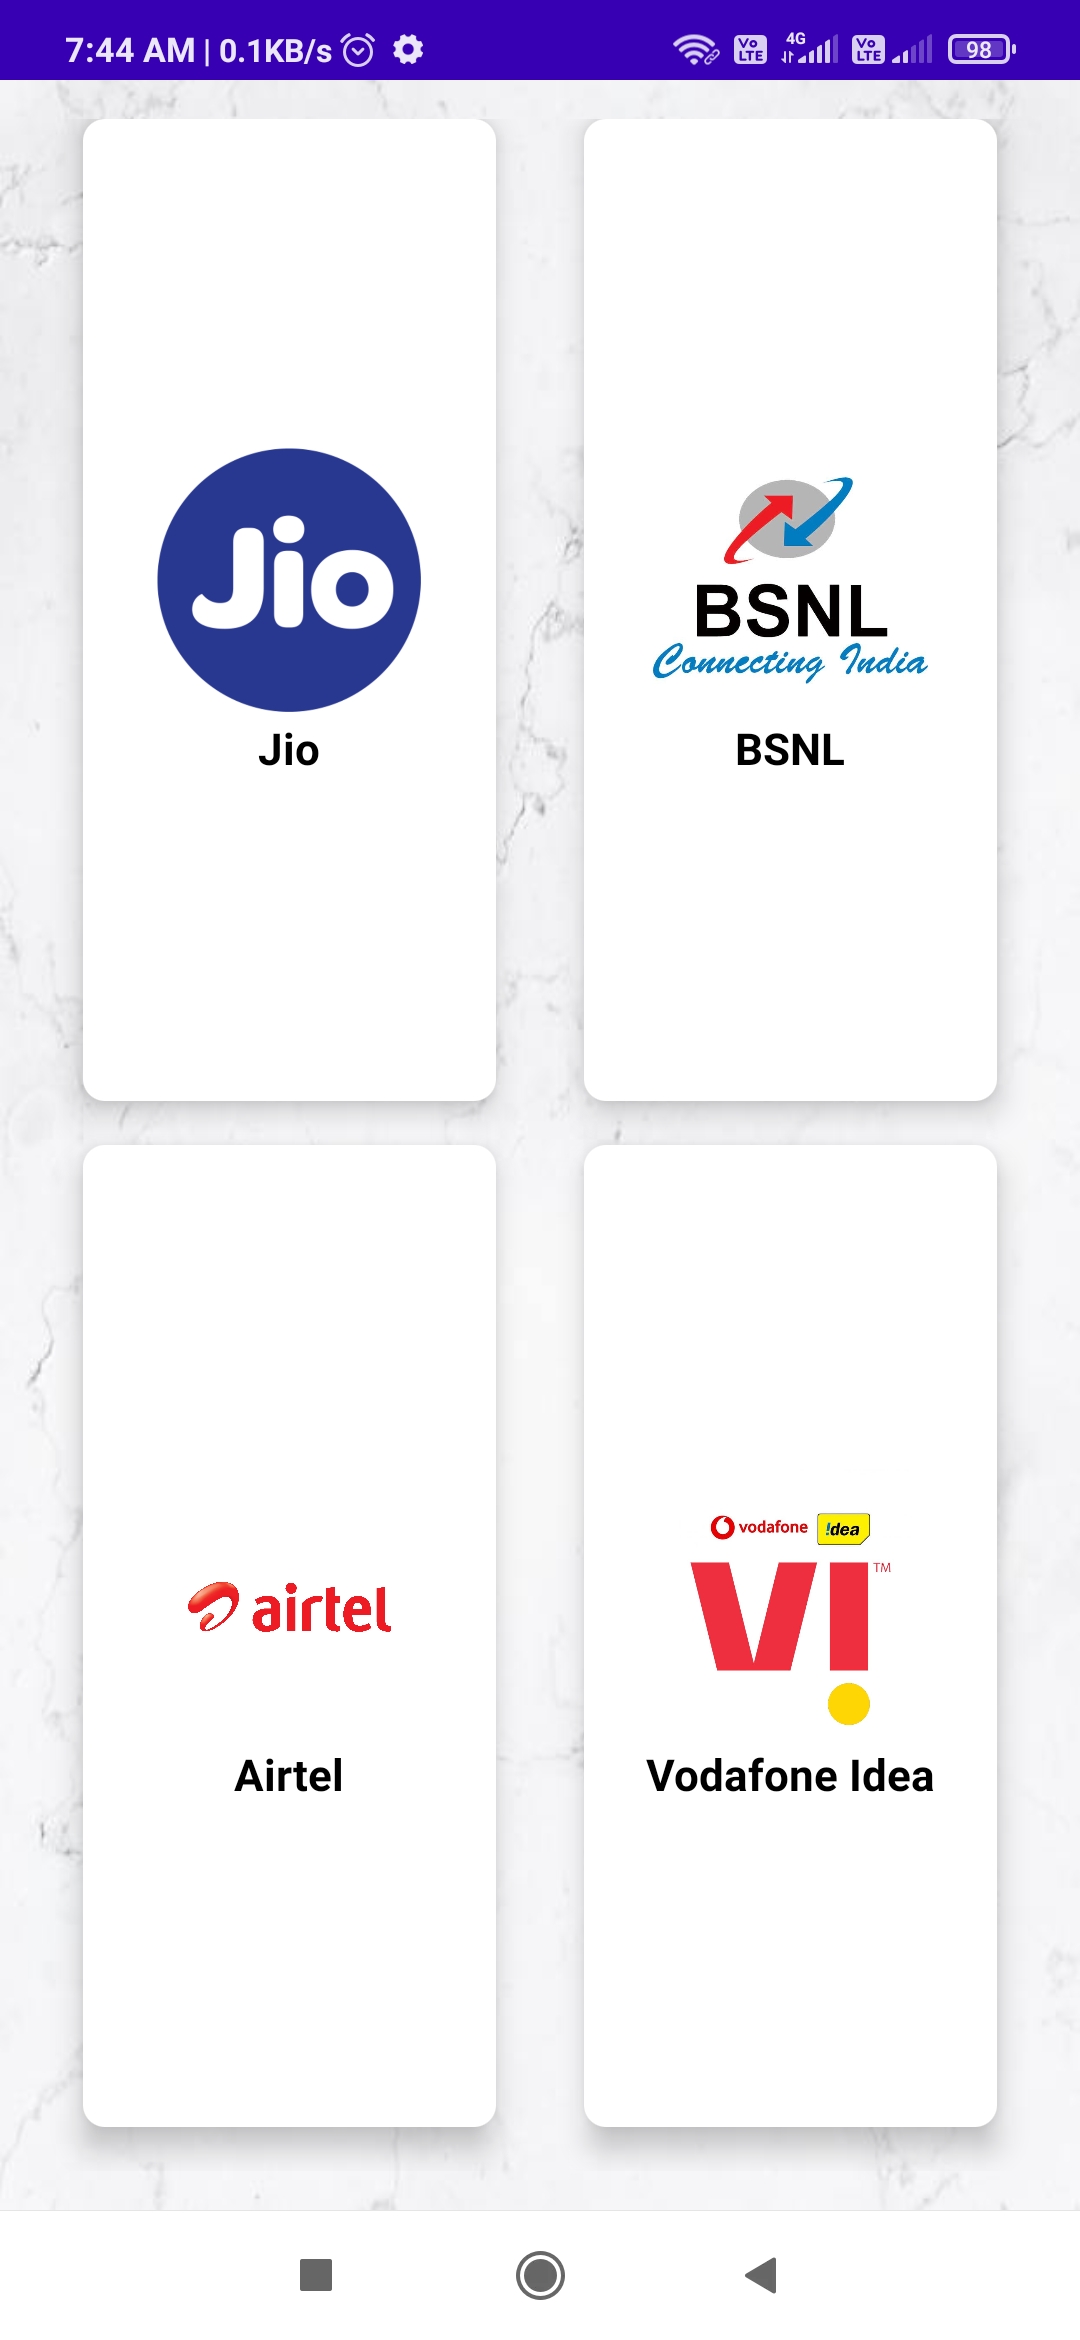 7:44 AM | 0.1KB/s
Vo LTE 4G Vo LTE 98
Jio
Jio
BSNL
Connecting India
BSNL
airtel
Airtel
vodafone !dea
VI TM
Vodafone Idea